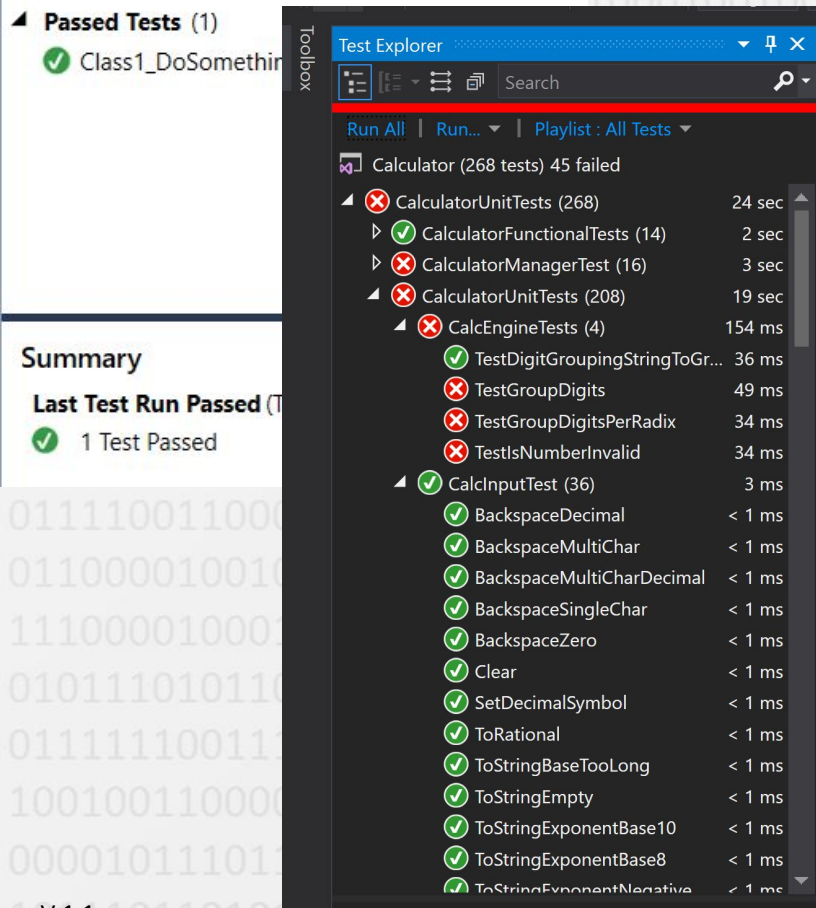 Passed Tests (1)
Summary
Last Test Run Passed
1 Test Passed
Toolbox
Test Explorer
Search
Run All | Run... | Playlist : All Tests
Calculator (268 tests) 45 failed
CalculatorUnitTests (268) 24 sec
CalculatorFunctionalTests (14) 2 sec
CalculatorManagerTest (16) 3 sec
CalculatorUnitTests (208) 19 sec
CalcEngineTests (4) 154 ms
TestDigitGroupingStringToGr... 36 ms
TestGroupDigits 49 ms
TestGroupDigitsPerRadix 34 ms
TestIsNumberInvalid 34 ms
CalcInputTest (36) 3 ms
BackspaceDecimal < 1 ms
BackspaceMultiChar < 1 ms
BackspaceMultiCharDecimal < 1 ms
BackspaceSingleChar < 1 ms
BackspaceZero < 1 ms
Clear < 1 ms
SetDecimalSymbol < 1 ms
ToRational < 1 ms
ToStringBaseTooLong < 1 ms
ToStringEmpty < 1 ms
ToStringExponentBase10 < 1 ms
ToStringExponentBase8 < 1 ms
ToStringExponentNegative < 1 ms